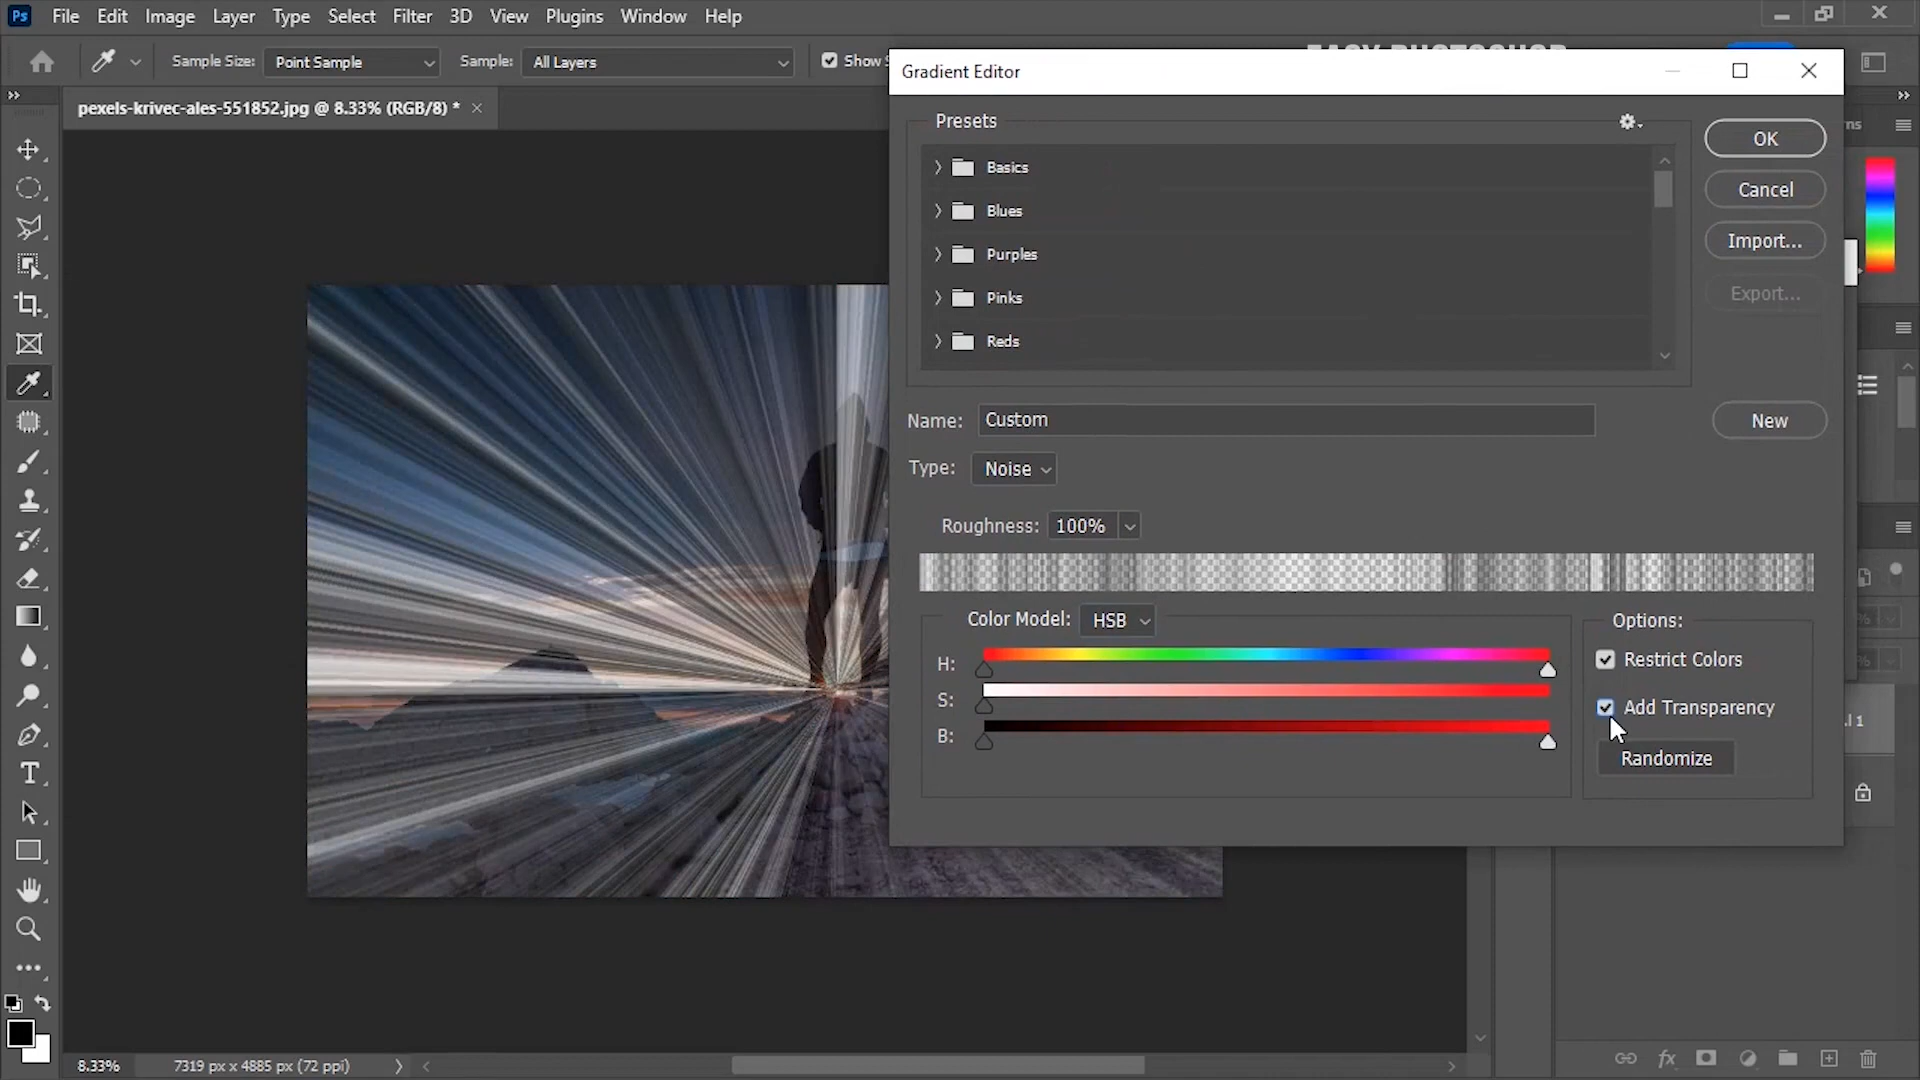 Ps File Edit Image Layer Type Select Filter 3D View Plugins Window Help
Sample Size: Point Sample Sample: All Layers Show S
EASY PHOTOSHOP
Gradient Editor
pexels-krivec-ales-551852.jpg @ 8.33% (RGB/8) *
Presets
OK
Basics
Cancel
Blues
Import...
Purples
Export...
Pinks
Reds
Name: Custom
New
Type: Noise
Roughness: 100%
Color Model: HSB
Options:
H:
Restrict Colors
S:
Add Transparency
B:
Randomize
8.33% 7319 px x 4885 px (72 ppi)